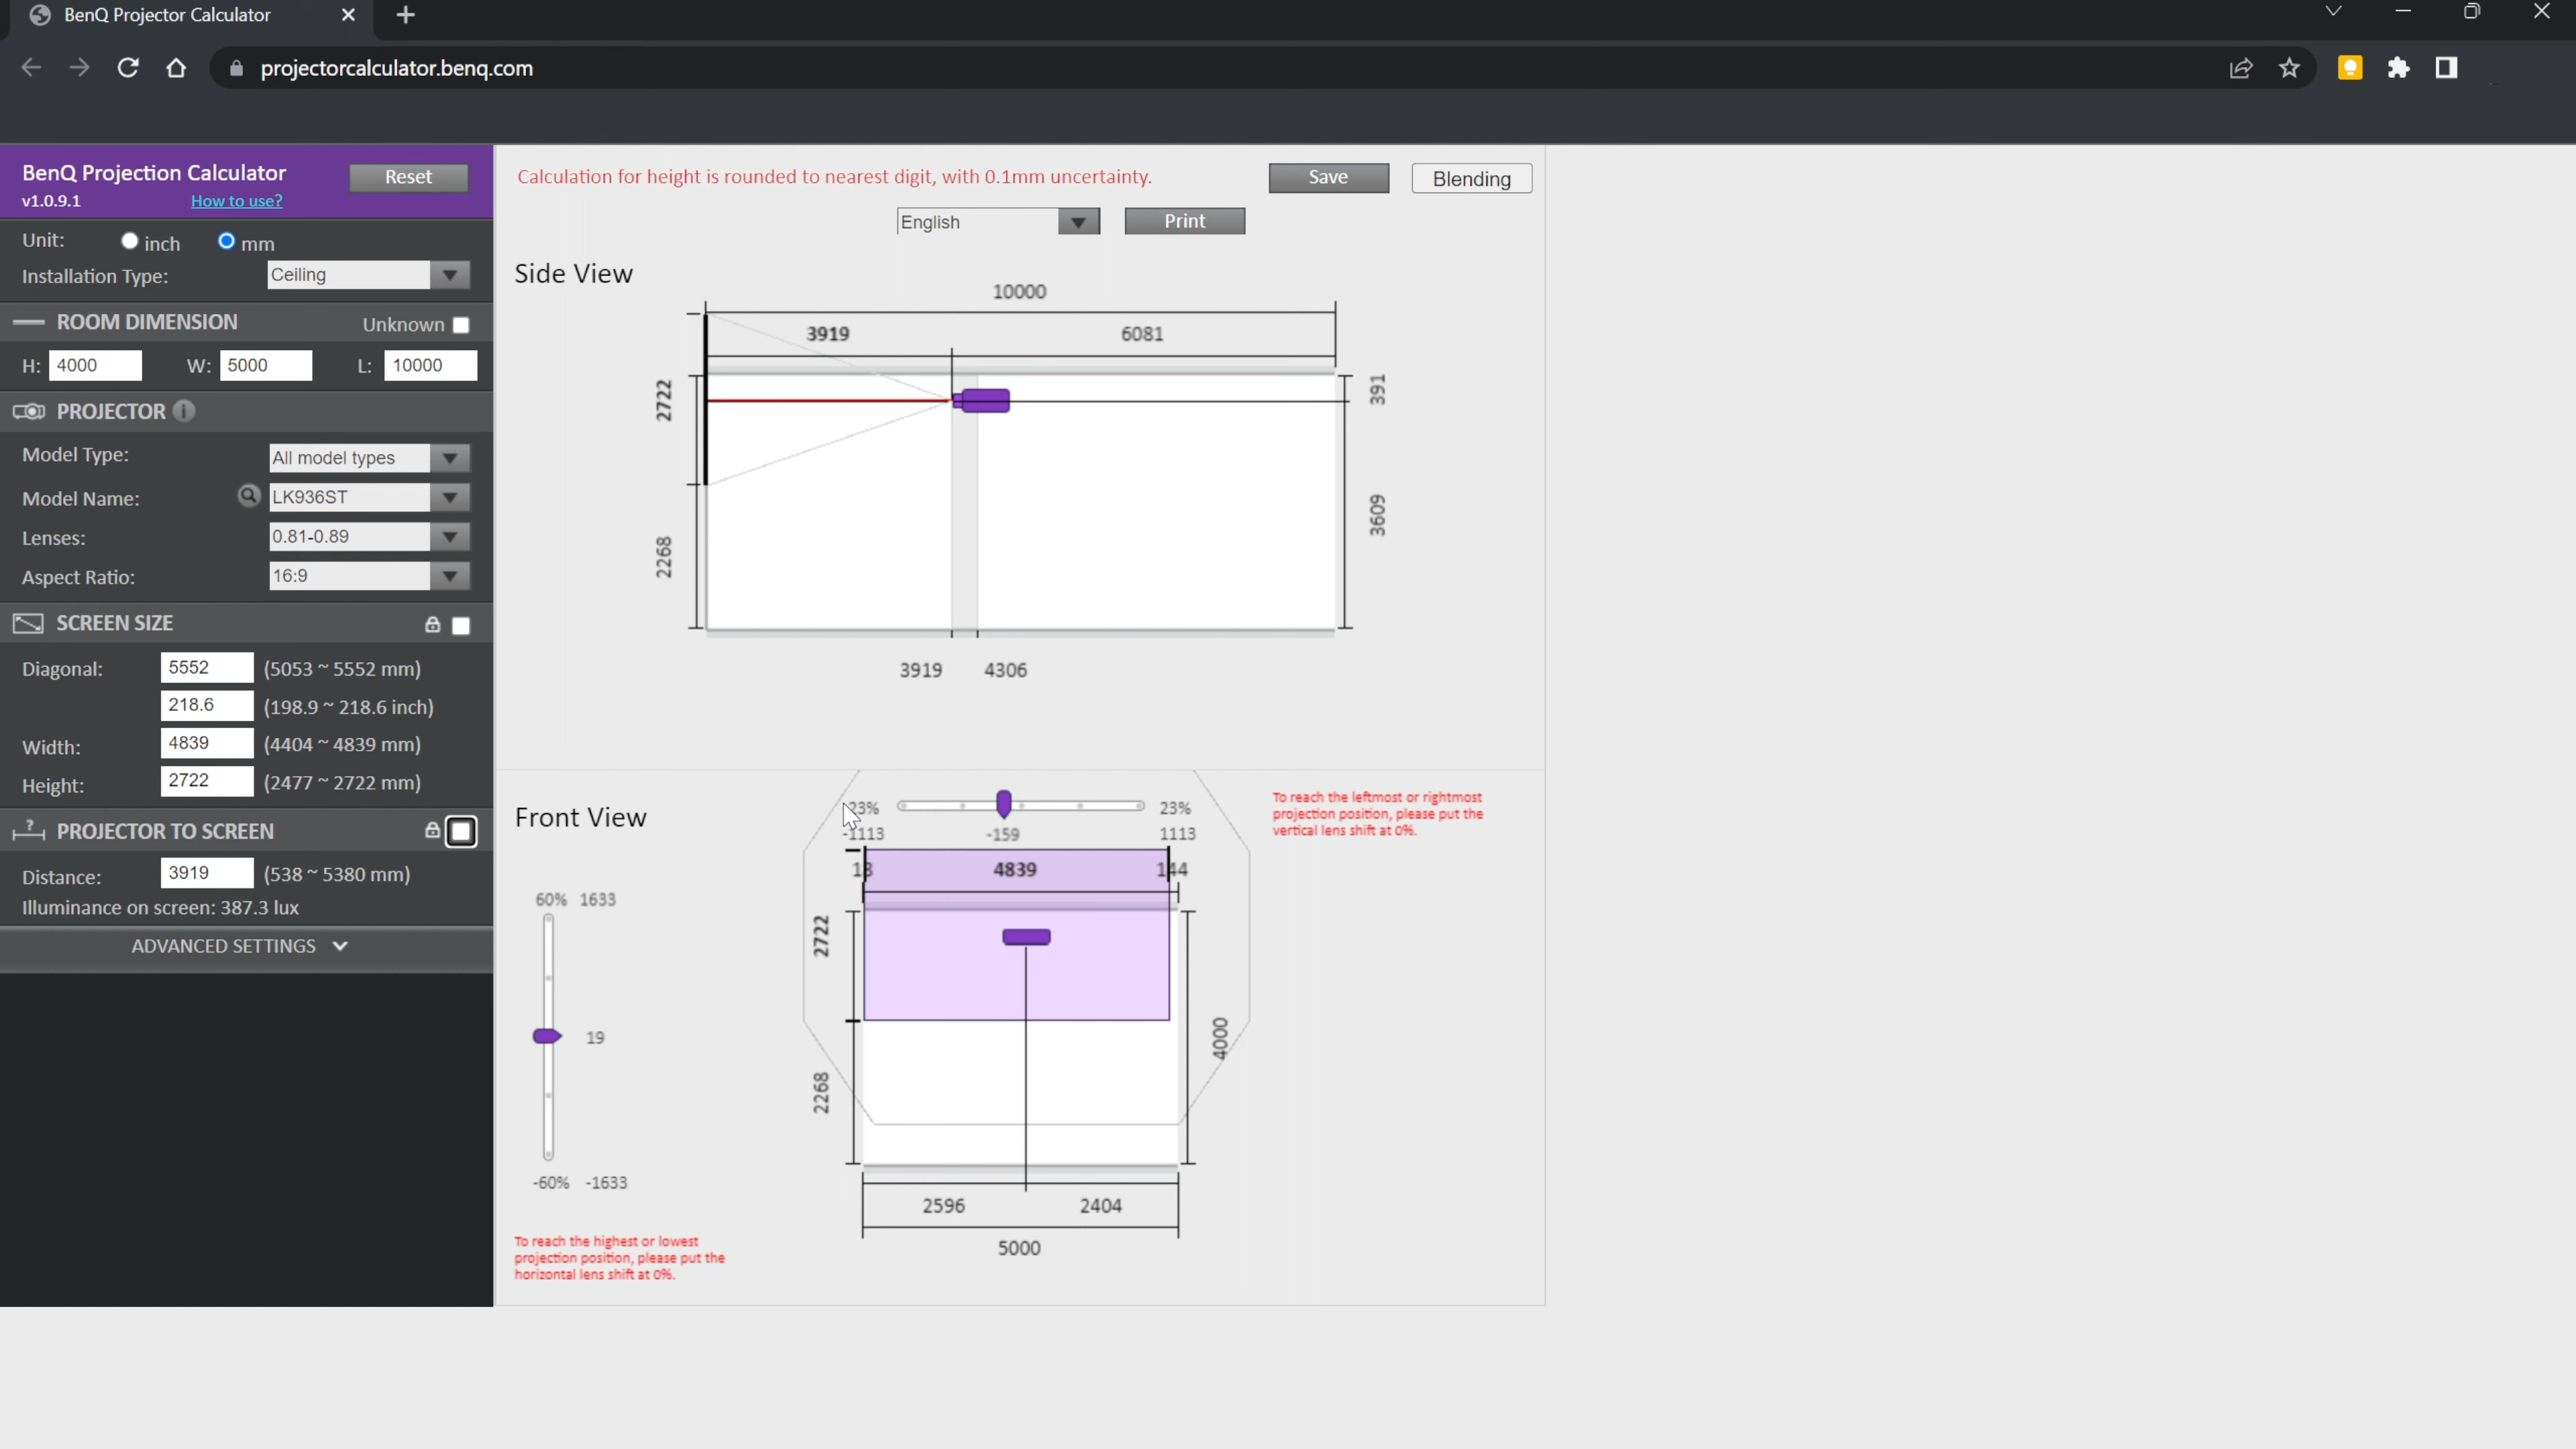 BenQ Projector Calculator
projectorcalculator.benq.com
BenQ Projection Calculator
Reset
v1.0.9.1
How to use?
Unit:
inch
mm
Installation Type:
Ceiling
ROOM DIMENSION
Unknown
H:
4000
W:
5000
L:
10000
PROJECTOR
Model Type:
All model types
Model Name:
LK936ST
Lenses:
0.81-0.89
Aspect Ratio:
16:9
SCREEN SIZE
Diagonal:
5552
(5053 ~ 5552 mm)
218.6
(198.9 ~ 218.6 inch)
Width:
4839
(4404 ~ 4839 mm)
Height:
2722
(2477 ~ 2722 mm)
PROJECTOR TO SCREEN
Distance:
3919
(538 ~ 5380 mm)
Illuminance on screen: 387.3 lux
ADVANCED SETTINGS
Calculation for height is rounded to nearest digit, with 0.1mm uncertainty.
Save
Blending
English
Print
Side View
10000
3919
6081
2722
391
3609
2268
3919
4306
Front View
23%
-1113
-159
1113
4839
144
60%
1633
2722
19
4000
2268
-60%
-1633
2596
2404
5000
To reach the leftmost or rightmost
projection position, please put the
vertical lens shift at 0%.
To reach the highest or lowest
projection position, please put the
horizontal lens shift at 0%.